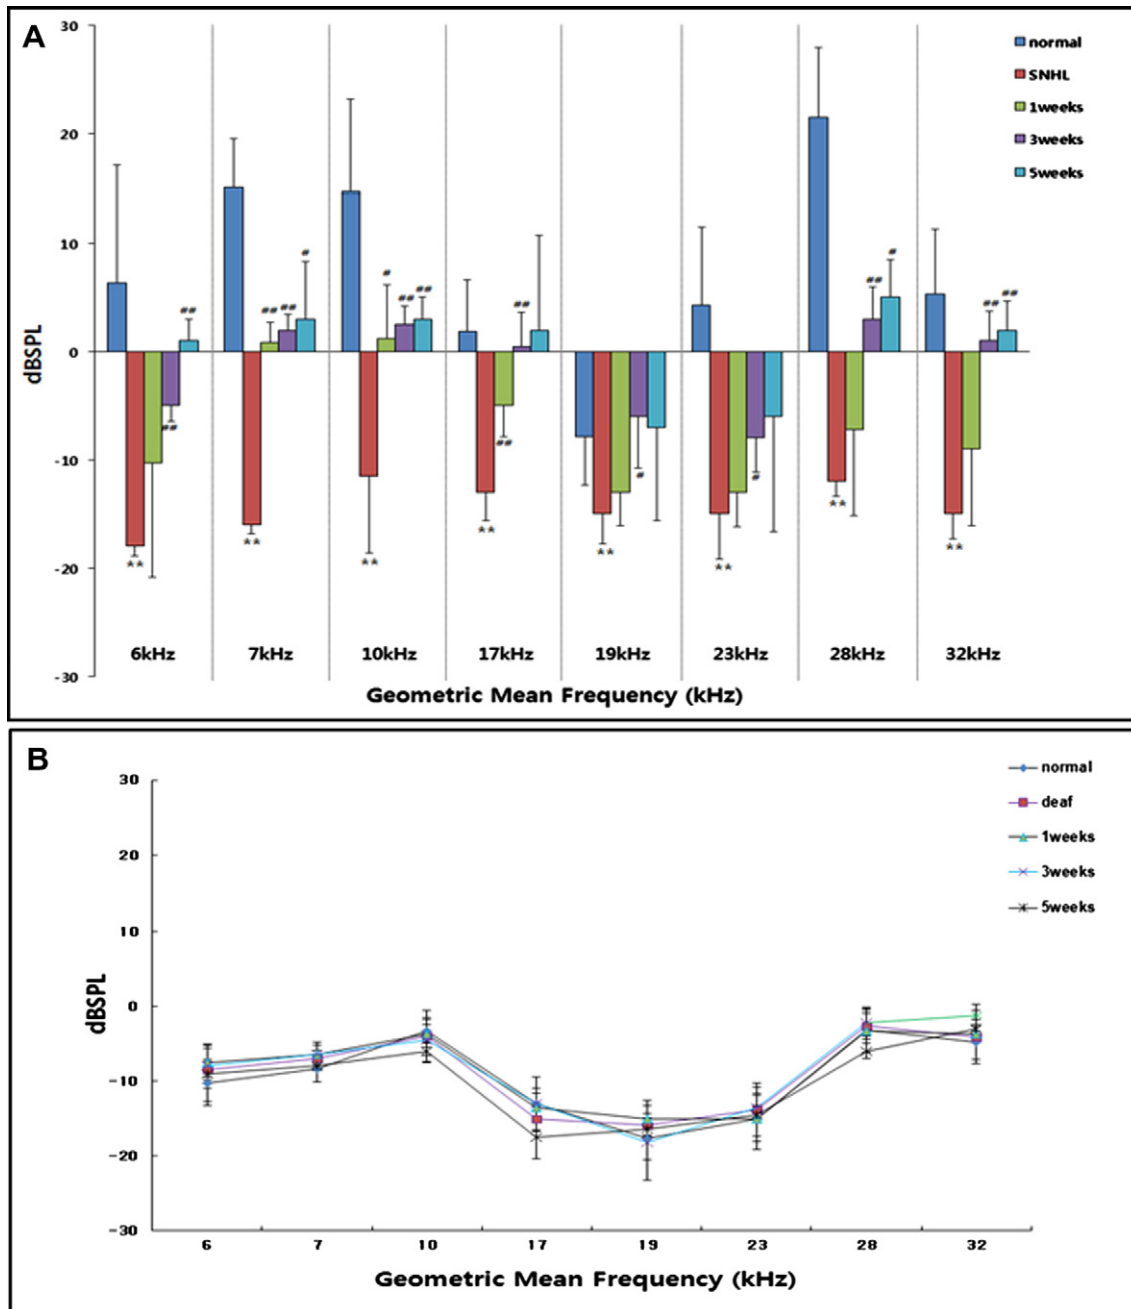 A
30
20
10
0
-10
-20
-30
dBSPL
normal
SNHL
1weeks
3weeks
5weeks
## # ## ## # ## ## ## ## # ## ##
## ## # #
** ** ** ** ** ** ** **
6kHz 7kHz 10kHz 17kHz 19kHz 23kHz 28kHz 32kHz
Geometric Mean Frequency (kHz)
B
30
20
10
0
-10
-20
-30
dBSPL
normal
deaf
1weeks
3weeks
5weeks
6 7 10 17 19 23 28 32
Geometric Mean Frequency (kHz)